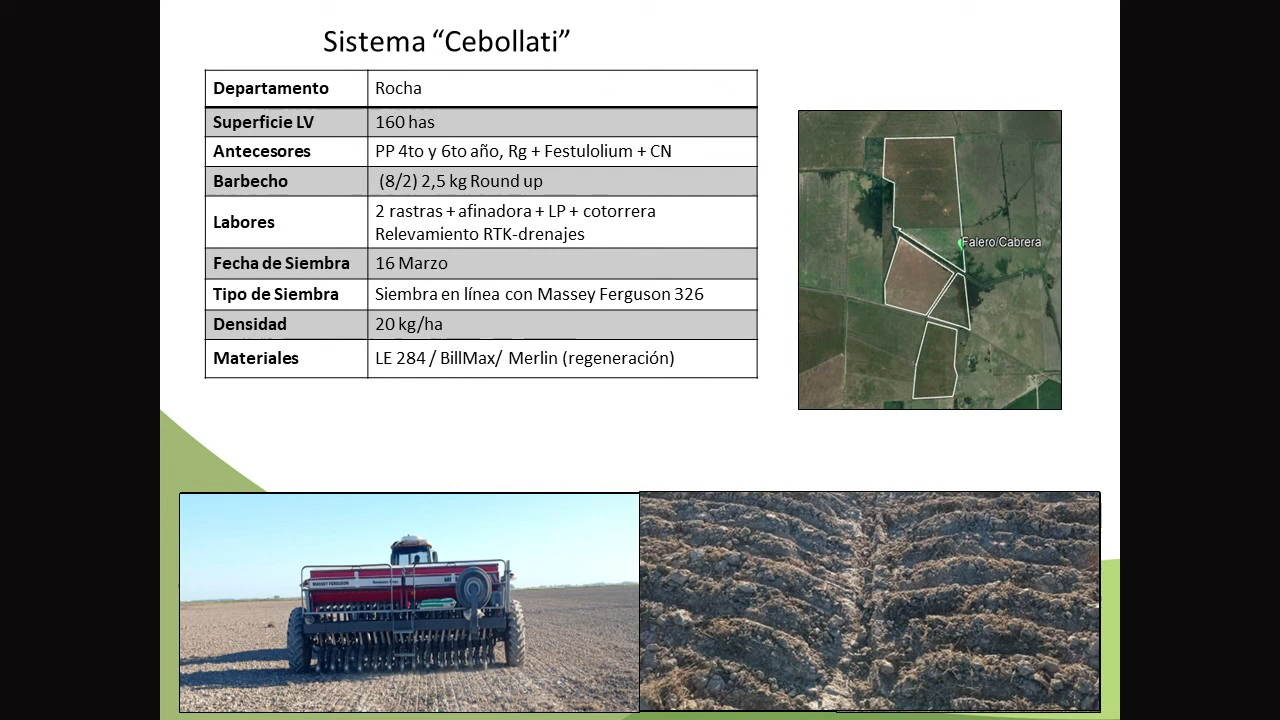 Sistema “Cebollati”
Departamento Rocha
Superficie LV 160 has
Antecesores PP 4to y 6to año, Rg + Festulolium + CN
Barbecho (8/2) 2,5 kg Round up
Labores 2 rastras + afinadora + LP + cotorrera
Relevamiento RTK-drenajes
Fecha de Siembra 16 Marzo
Tipo de Siembra Siembra en línea con Massey Ferguson 326
Densidad 20 kg/ha
Materiales LE 284 / BillMax/ Merlin (regeneración)
Falero/Cabrera
MASSEY FERGUSON